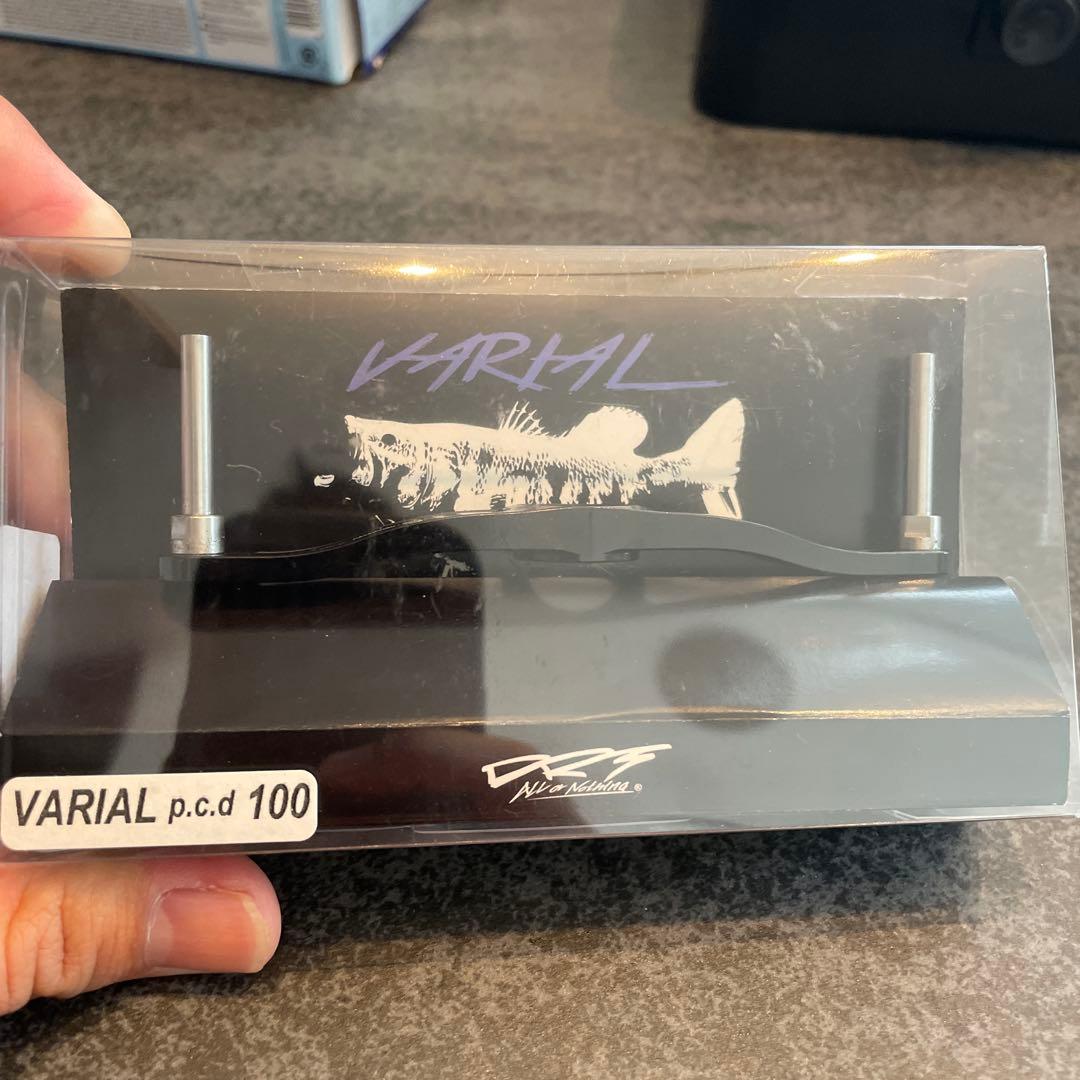 VARIAL
DRT
All or Nothing ®
VARIAL p.c.d 100